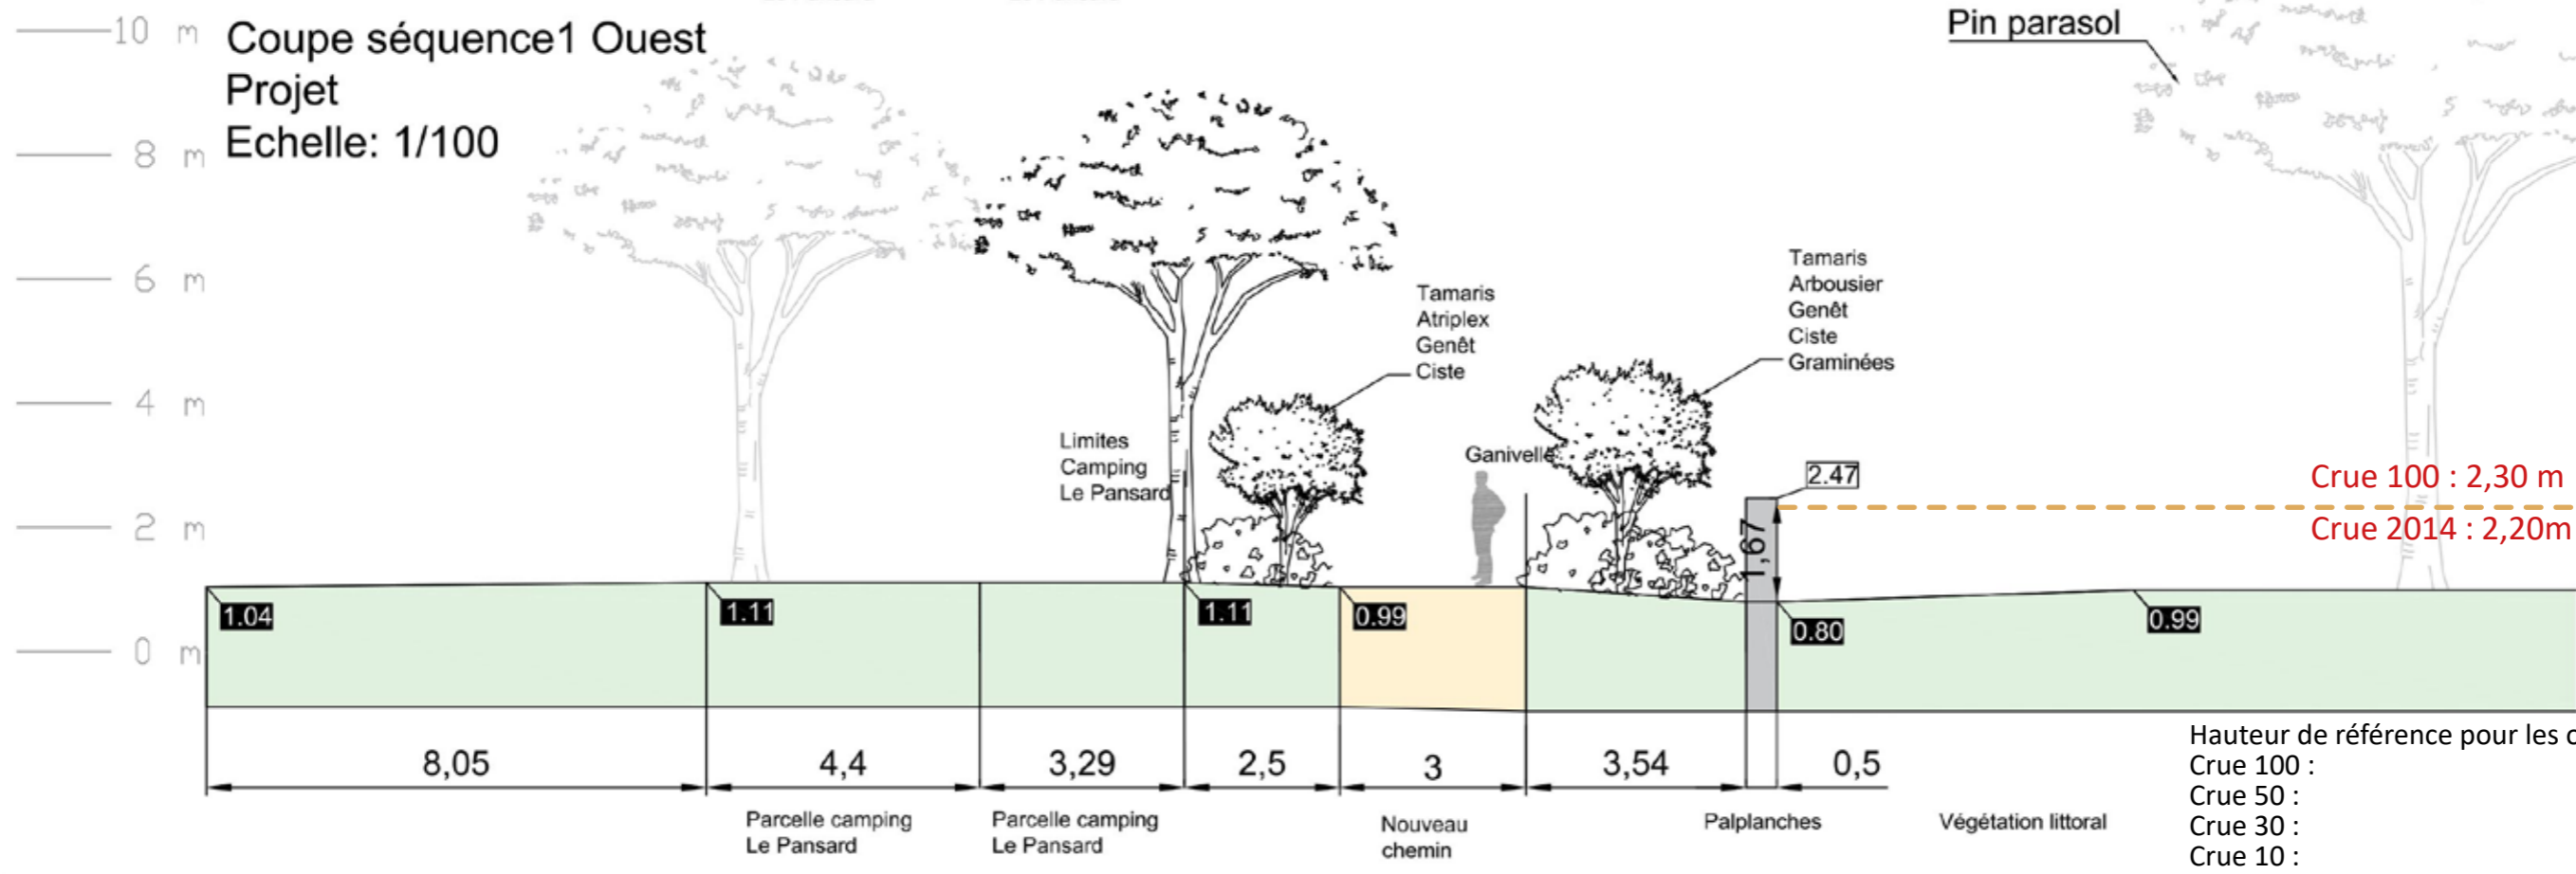 10 m
Coupe séquence1 Ouest
Projet
Echelle: 1/100
8 m
6 m
4 m
2 m
0 m
Pin parasol
Tamaris
Atriplex
Genêt
Ciste
Tamaris
Arbousier
Genêt
Ciste
Graminées
Limites
Camping
Le Pansard
Ganivelle
2.47
1,67
Crue 100 : 2,30 m
Crue 2014 : 2,20m
1.04
1.11
1.11
0.99
0.80
0.99
8,05
4,4
3,29
2,5
3
3,54
0,5
Parcelle camping
Le Pansard
Parcelle camping
Le Pansard
Nouveau
chemin
Palplanches
Végétation littoral
Hauteur de référence pour les
Crue 100 :
Crue 50 :
Crue 30 :
Crue 10 :